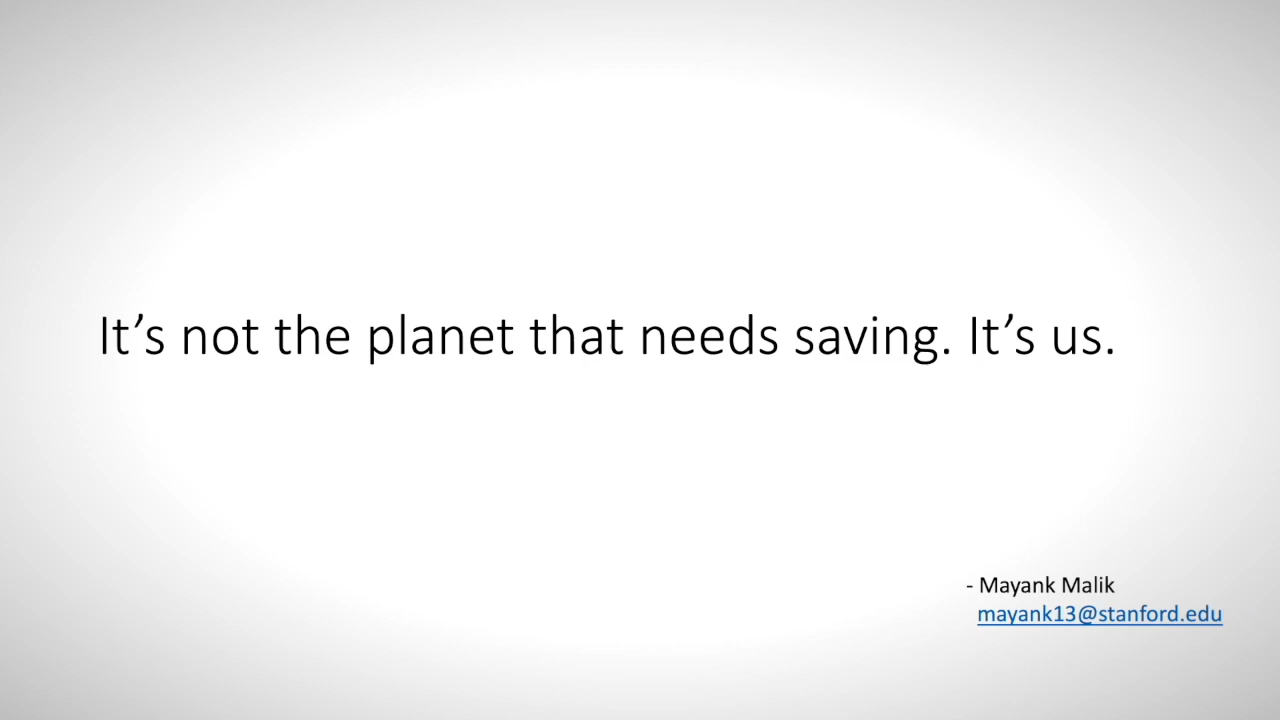 It’s not the planet that needs saving. It’s us.
- Mayank Malik
mayank13@stanford.edu